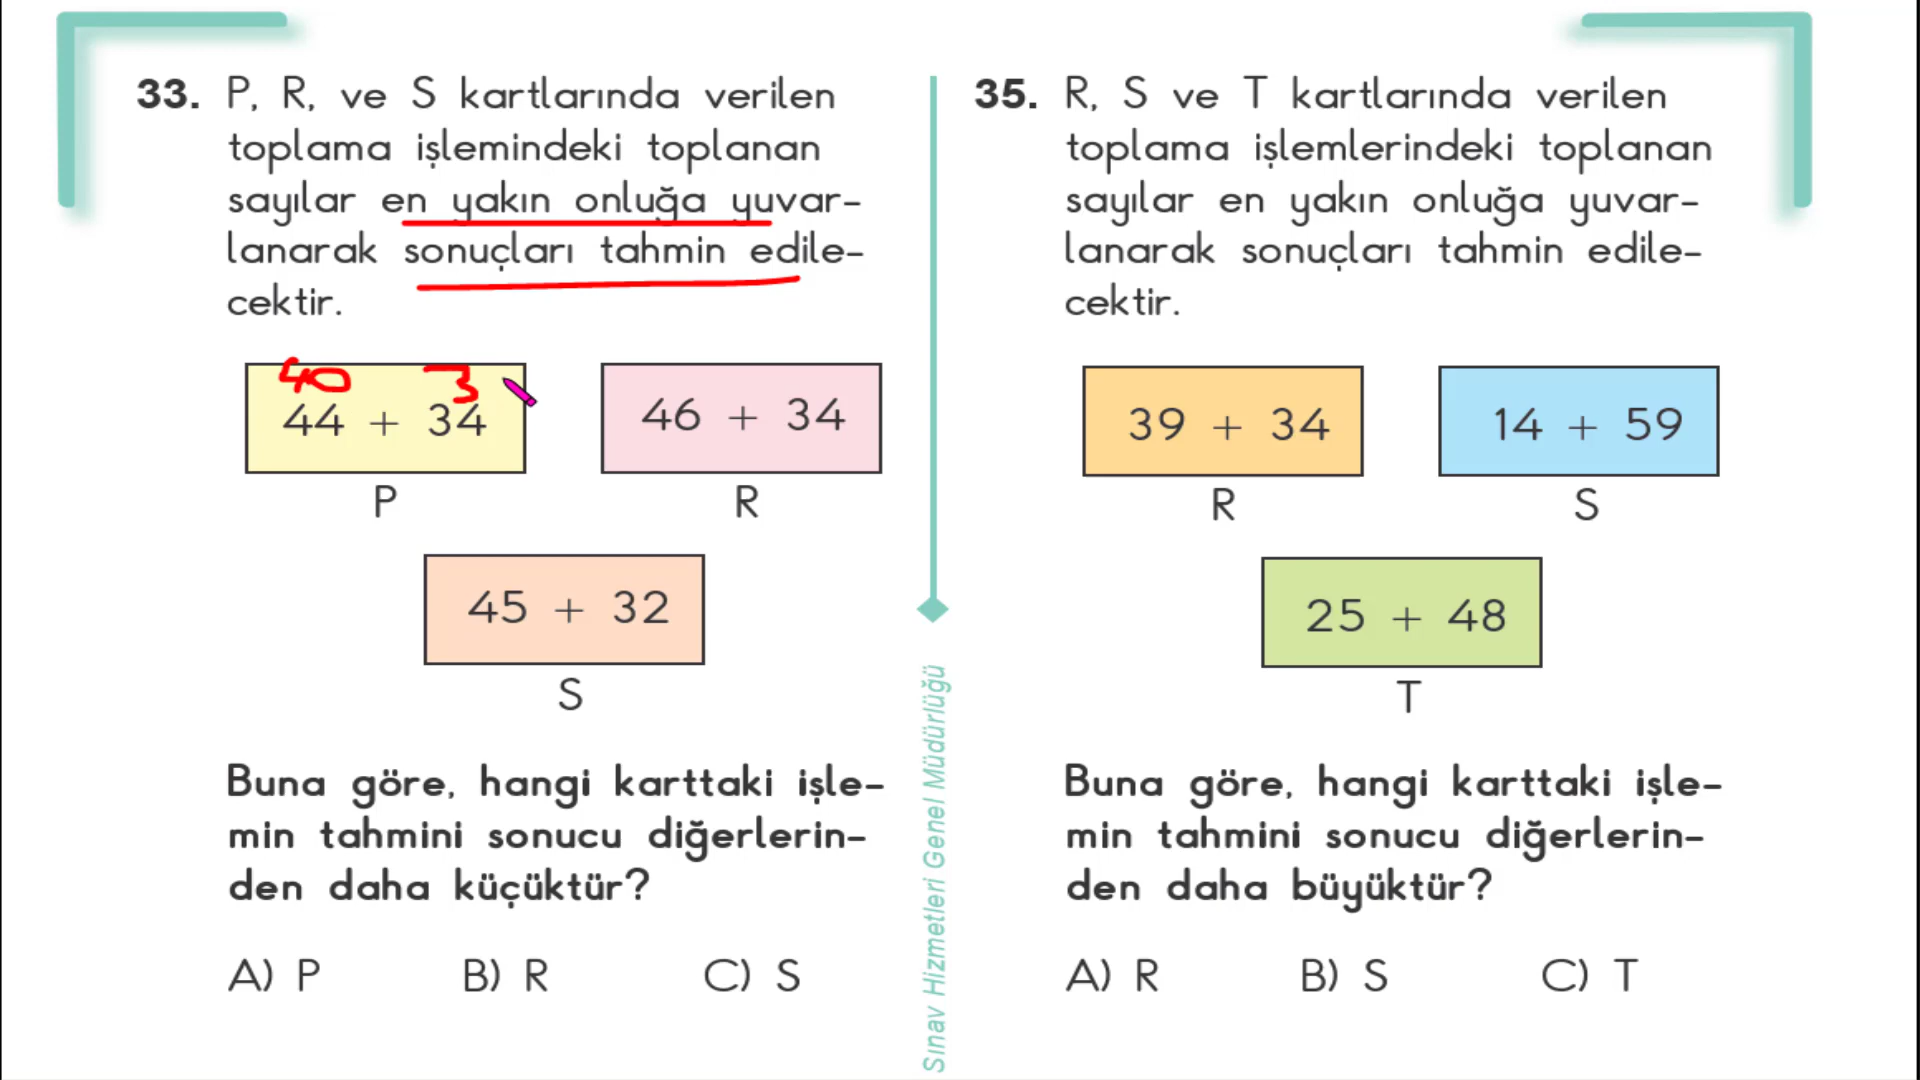 33. P, R, ve S kartlarında verilen
toplama işlemindeki toplanan
sayılar en yakın onluğa yuvar-
lanarak sonuçları tahmin edile-
cektir.
40 3
44 + 34
46 + 34
P
R
45 + 32
S
Buna göre, hangi karttaki işle-
min tahmini sonucu diğerlerin-
den daha küçüktür?
A) P B) R C) S
Sınav Hizmetleri Genel Müdürlüğü
35. R, S ve T kartlarında verilen
toplama işlemlerindeki toplanan
sayılar en yakın onluğa yuvar-
lanarak sonuçları tahmin edile-
cektir.
39 + 34
14 + 59
R
S
25 + 48
T
Buna göre, hangi karttaki işle-
min tahmini sonucu diğerlerin-
den daha büyüktür?
A) R B) S C) T